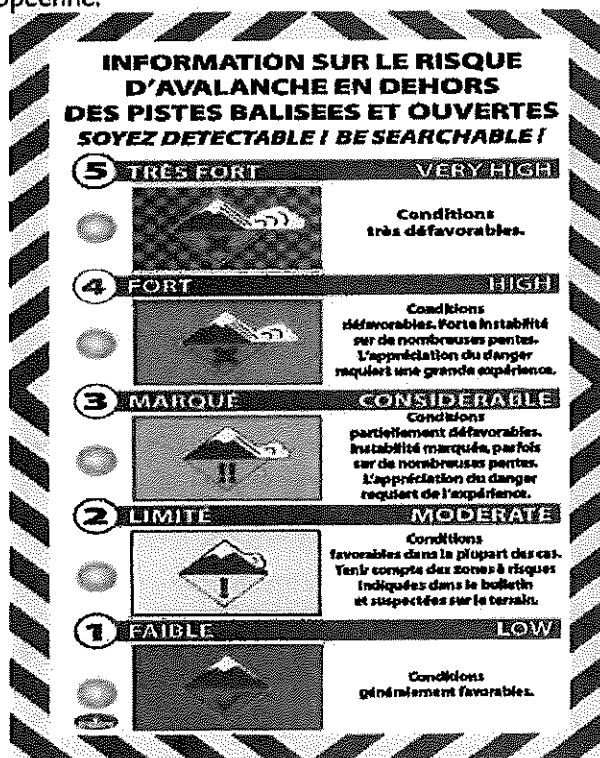 INFORMATION SUR LE RISQUE
D'AVALANCHE EN DEHORS
DES PISTES BALISEES ET OUVERTES
SOYEZ DETECTABLE ! BE SEARCHABLE !
5 TRÈS FORT VERY HIGH
Conditions
très défavorables.
4 FORT HIGH
Conditions
défavorables. Forte instabilité
sur de nombreuses pentes.
L'appréciation du danger
requiert une grande expérience.
3 MARQUÉ CONSIDERABLE
Conditions
partiellement défavorables.
Instabilité marquée, parfois
sur de nombreuses pentes.
L'appréciation du danger
requiert de l'expérience.
2 LIMITÉ MODERATE
Conditions
favorables dans la plupart des cas.
Tenir compte des zones à risques
indiquées dans le bulletin
et suspectées sur le terrain.
1 FAIBLE LOW
Conditions
généralement favorables.